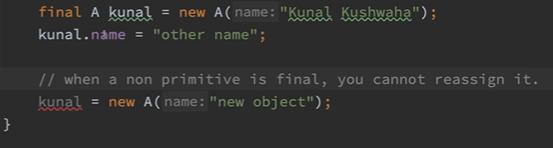 final A kunal = new A( name: "Kunal Kushwaha");
kunal.name = "other name";
// when a non primitive is final, you cannot reassign it.
kunal = new A( name: "new object");
}